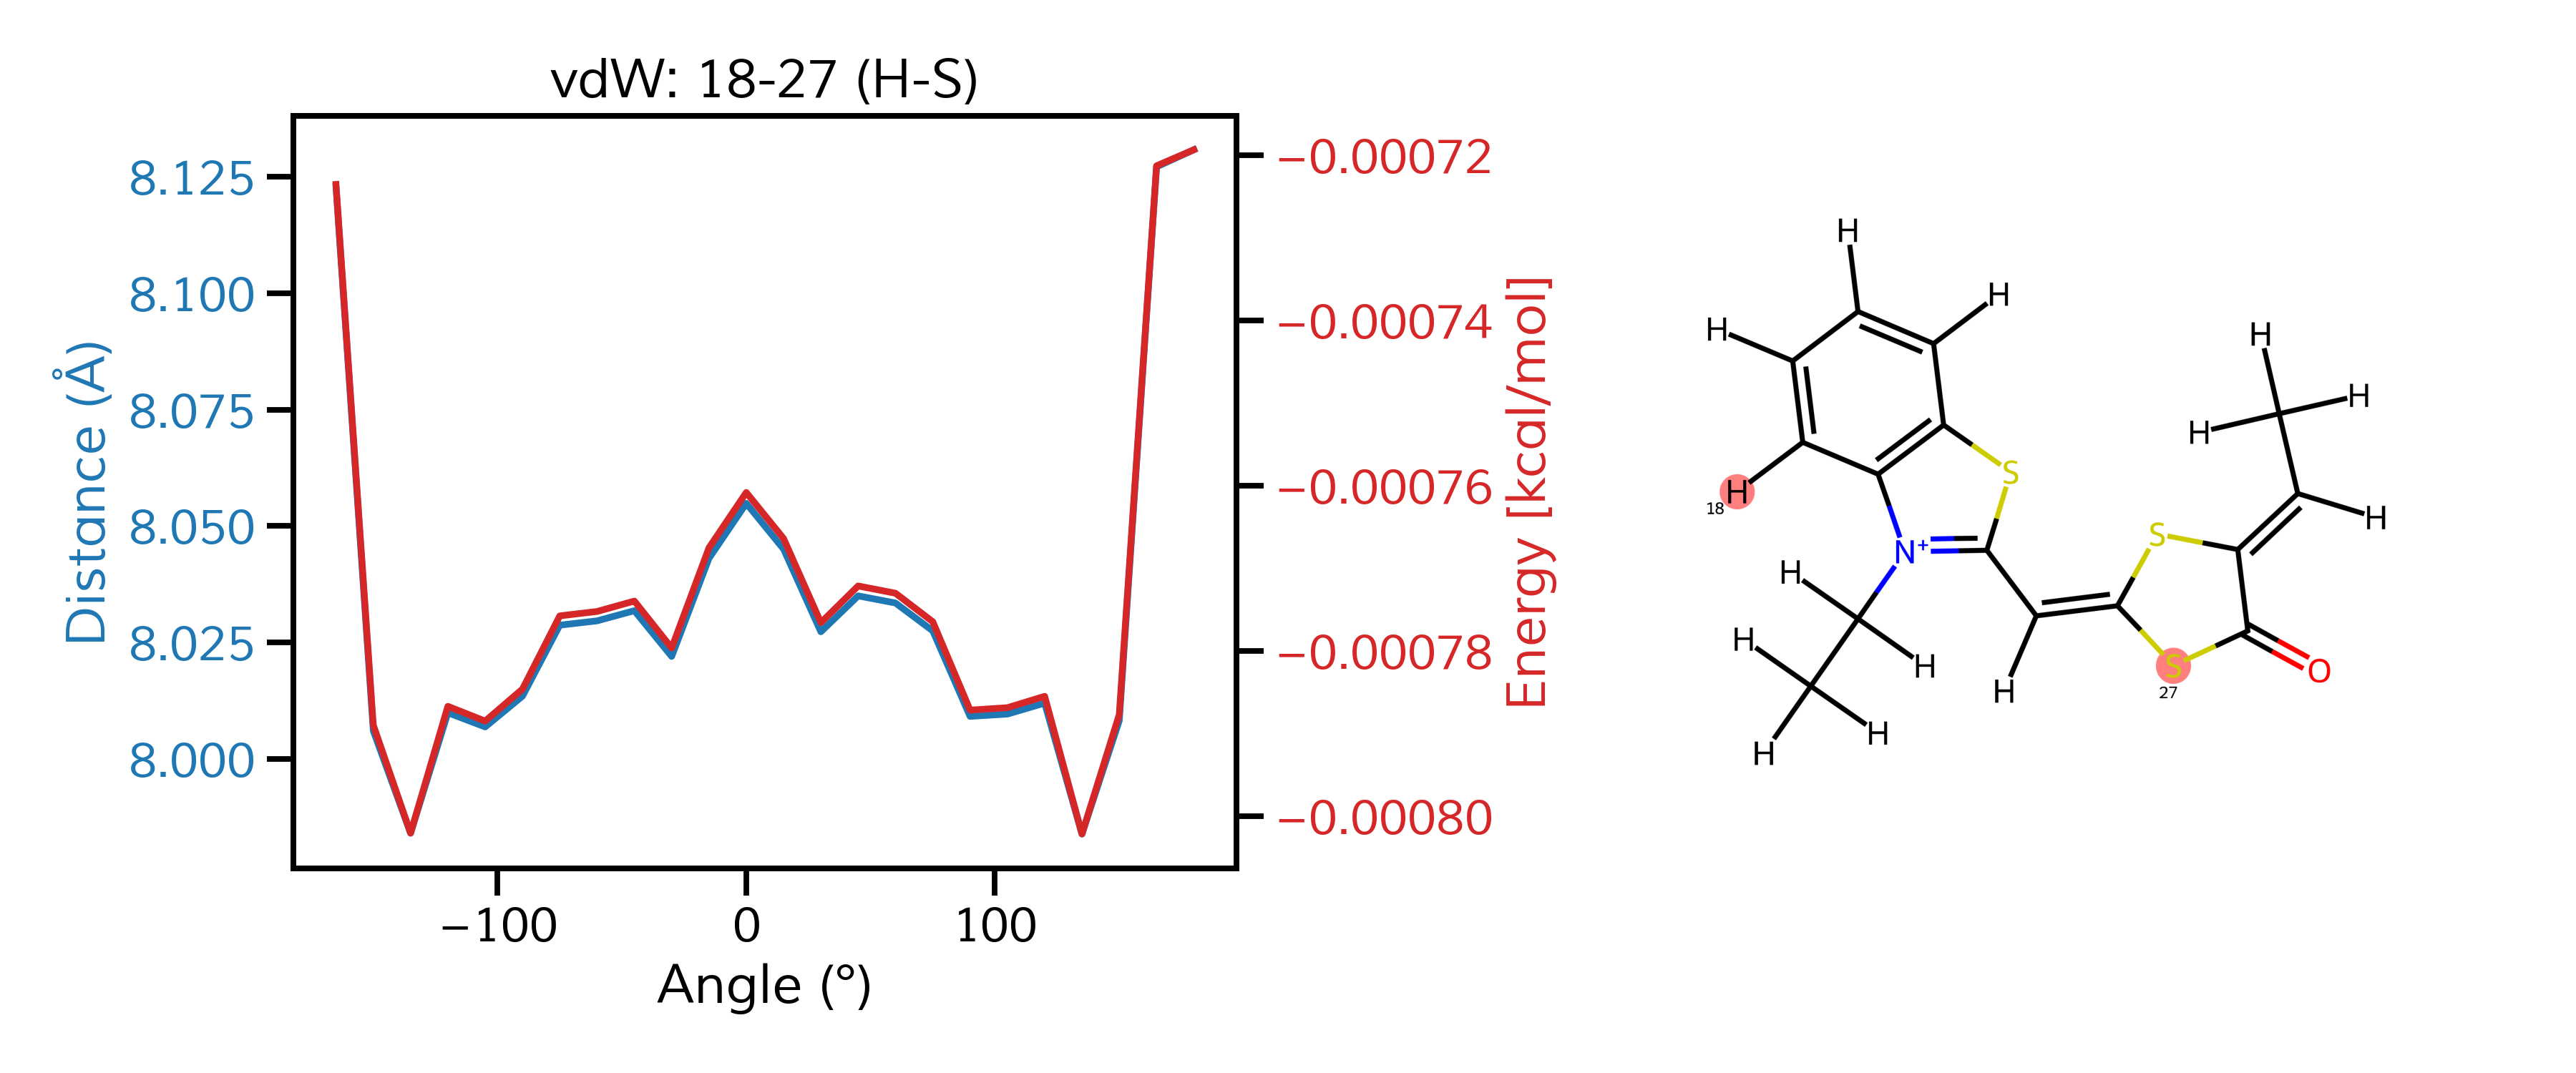 vdW: 18-27 (H-S)
Distance (Å)
8.125
8.100
8.075
8.050
8.025
8.000
−0.00072
−0.00074
−0.00076
−0.00078
−0.00080
Energy [kcal/mol]
−100
0
100
Angle (°)
H
H
H
H
H
H
S
H
18
H
S
N+
H
H
H
H
S
27
O
H
H